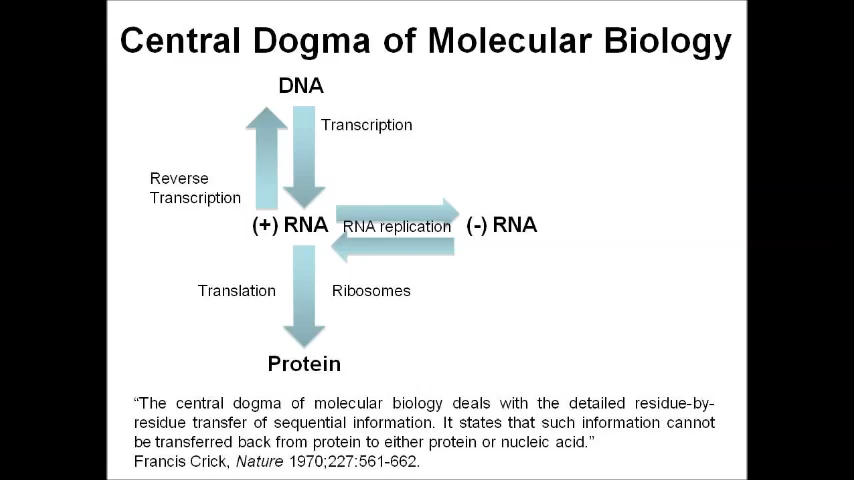 Central Dogma of Molecular Biology
DNA
Transcription
Reverse
Transcription
(+) RNA
RNA replication
(-) RNA
Translation
Ribosomes
Protein
“The central dogma of molecular biology deals with the detailed residue-by-
residue transfer of sequential information. It states that such information cannot
be transferred back from protein to either protein or nucleic acid.”
Francis Crick, Nature 1970;227:561-662.